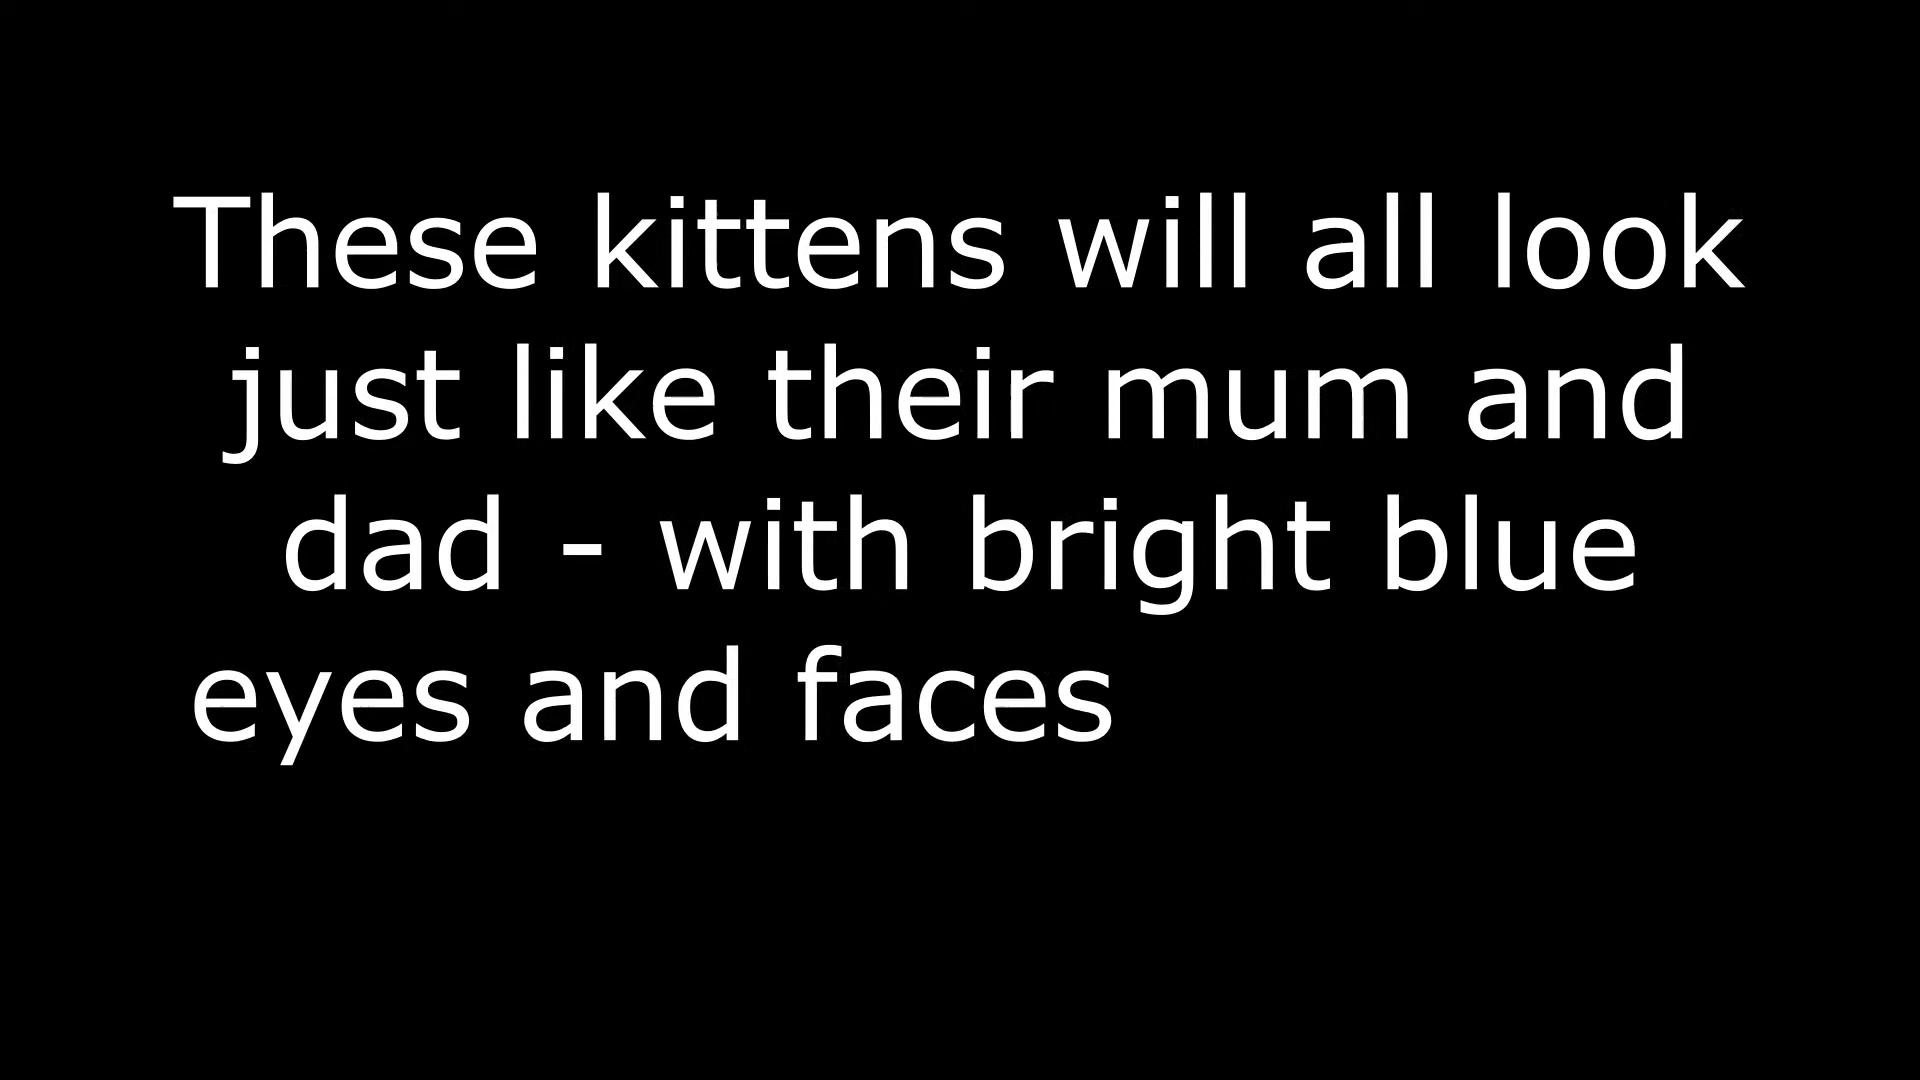 These kittens will all look
just like their mum and
dad - with bright blue
eyes and faces